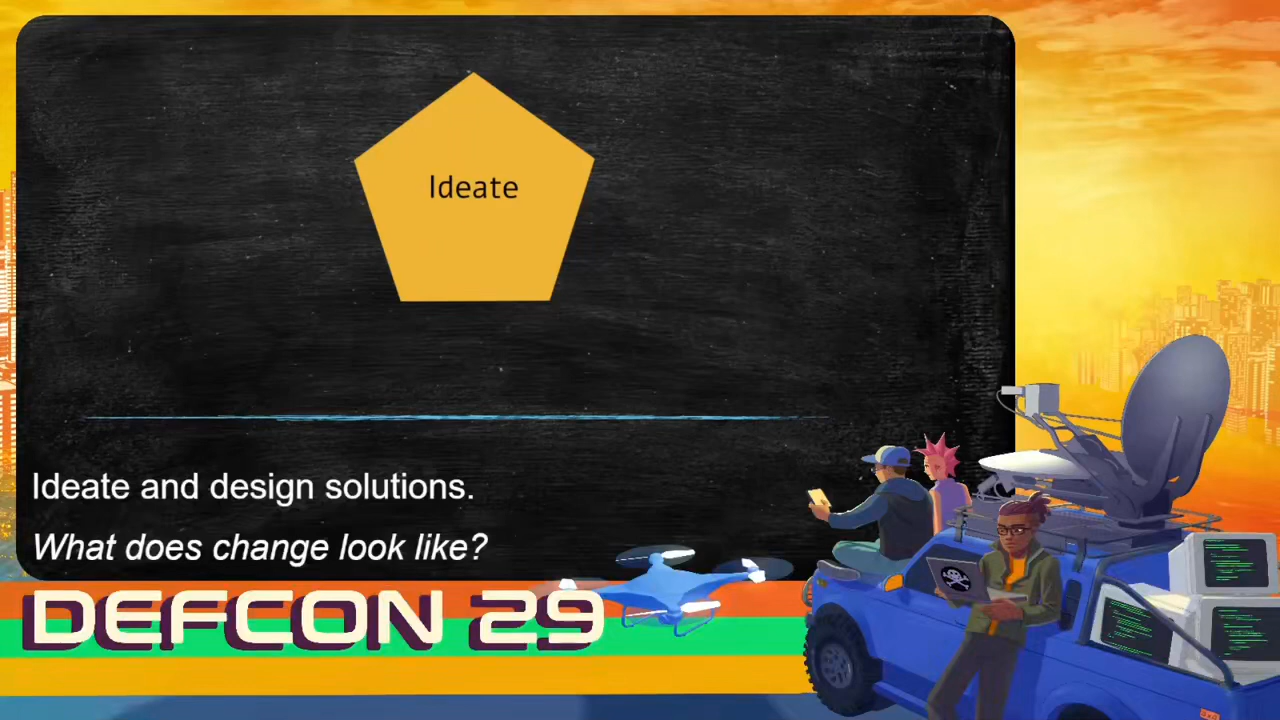 Ideate
Ideate and design solutions.
What does change look like?
DEFCON 29